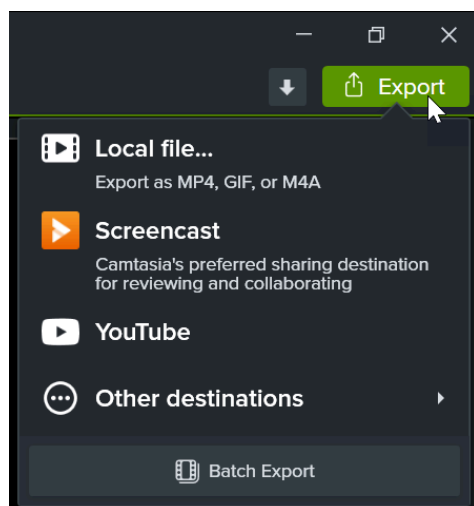 Export
Local file...
Export as MP4, GIF, or M4A
Screencast
Camtasia's preferred sharing destination
for reviewing and collaborating
YouTube
Other destinations
Batch Export